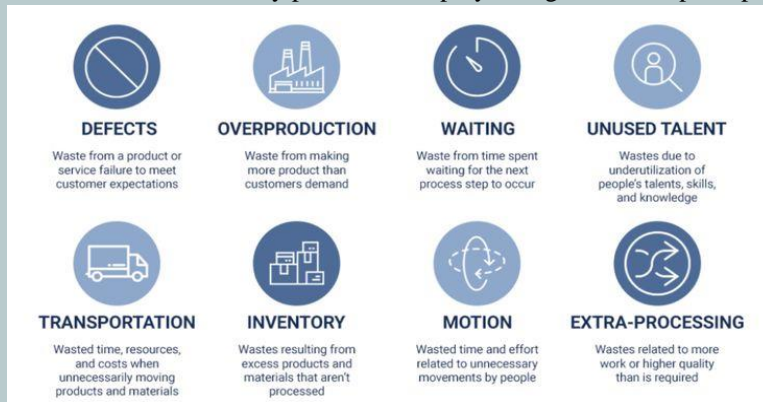 DEFECTS
Waste from a product or
service failure to meet
customer expectations
OVERPRODUCTION
Waste from making
more product than
customers demand
WAITING
Waste from time spent
waiting for the next
process step to occur
UNUSED TALENT
Wastes due to
underutilization of
people's talents, skills,
and knowledge
TRANSPORTATION
Wasted time, resources,
and costs when
unnecessarily moving
products and materials
INVENTORY
Wastes resulting from
excess products and
materials that aren't
processed
MOTION
Wasted time and effort
related to unnecessary
movements by people
EXTRA-PROCESSING
Wastes related to more
work or higher quality
than is required